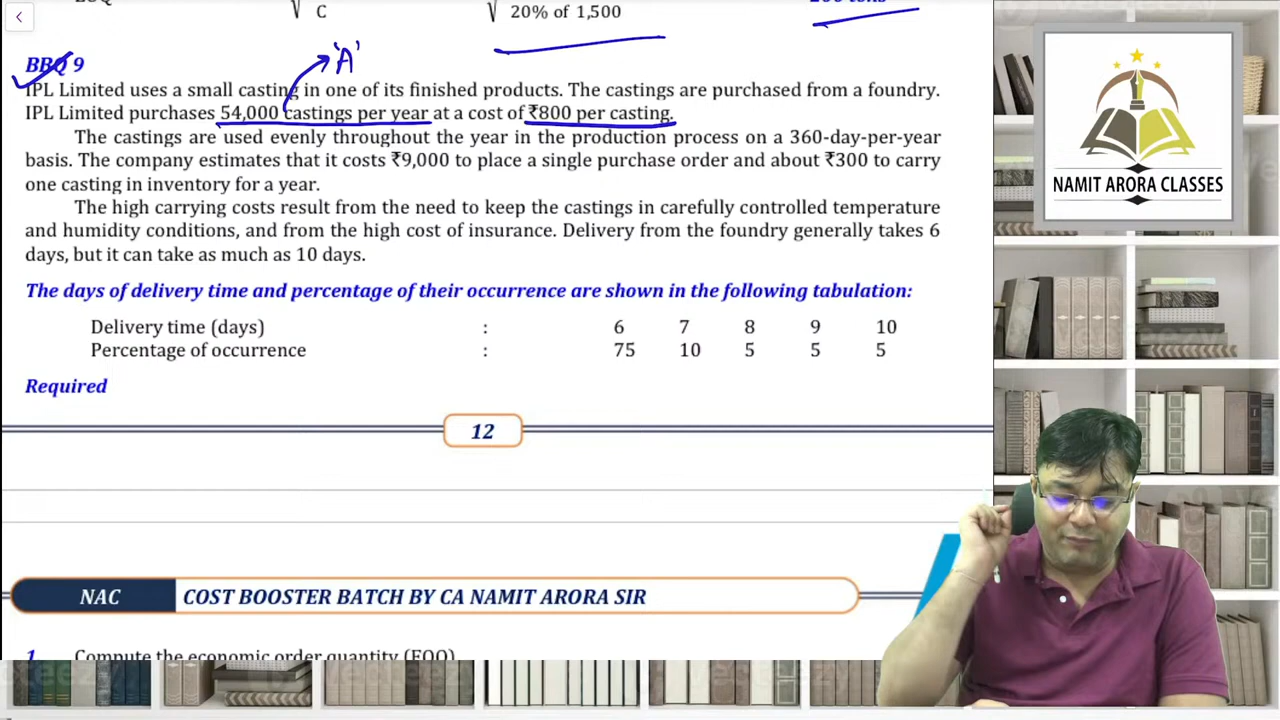 C
20% of 1,500
BBQ 9
'A'
IPL Limited uses a small casting in one of its finished products. The castings are purchased from a foundry.
IPL Limited purchases 54,000 castings per year at a cost of ₹800 per casting.
The castings are used evenly throughout the year in the production process on a 360-day-per-year
basis. The company estimates that it costs ₹9,000 to place a single purchase order and about ₹300 to carry
one casting in inventory for a year.
The high carrying costs result from the need to keep the castings in carefully controlled temperature
and humidity conditions, and from the high cost of insurance. Delivery from the foundry generally takes 6
days, but it can take as much as 10 days.
The days of delivery time and percentage of their occurrence are shown in the following tabulation:
Delivery time (days) : 6 7 8 9 10
Percentage of occurrence : 75 10 5 5 5
Required
12
NAC COST BOOSTER BATCH BY CA NAMIT ARORA SIR
1. Compute the economic order quantity (EOQ).
NAMIT ARORA CLASSES